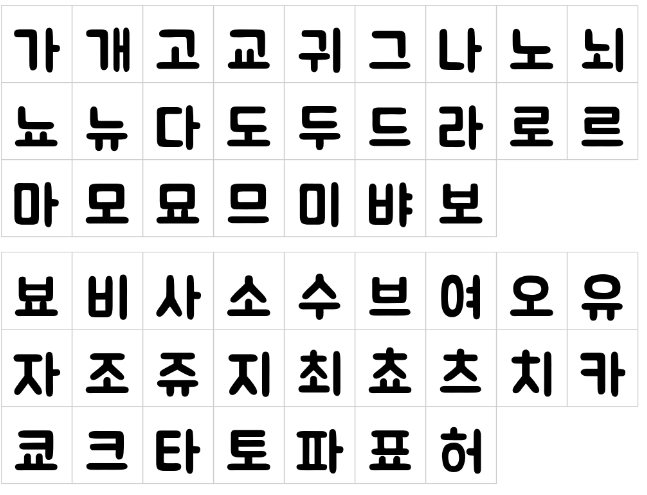 가 개 고 교 귀 그 나 노 뇌
뇨 뉴 다 도 두 드 라 로 르
마 모 묘 므 미 뱌 보
뵤 비 사 소 수 브 여 오 유
자 조 쥬 지 최 쵸 츠 치 카
쿄 크 타 토 파 표 허